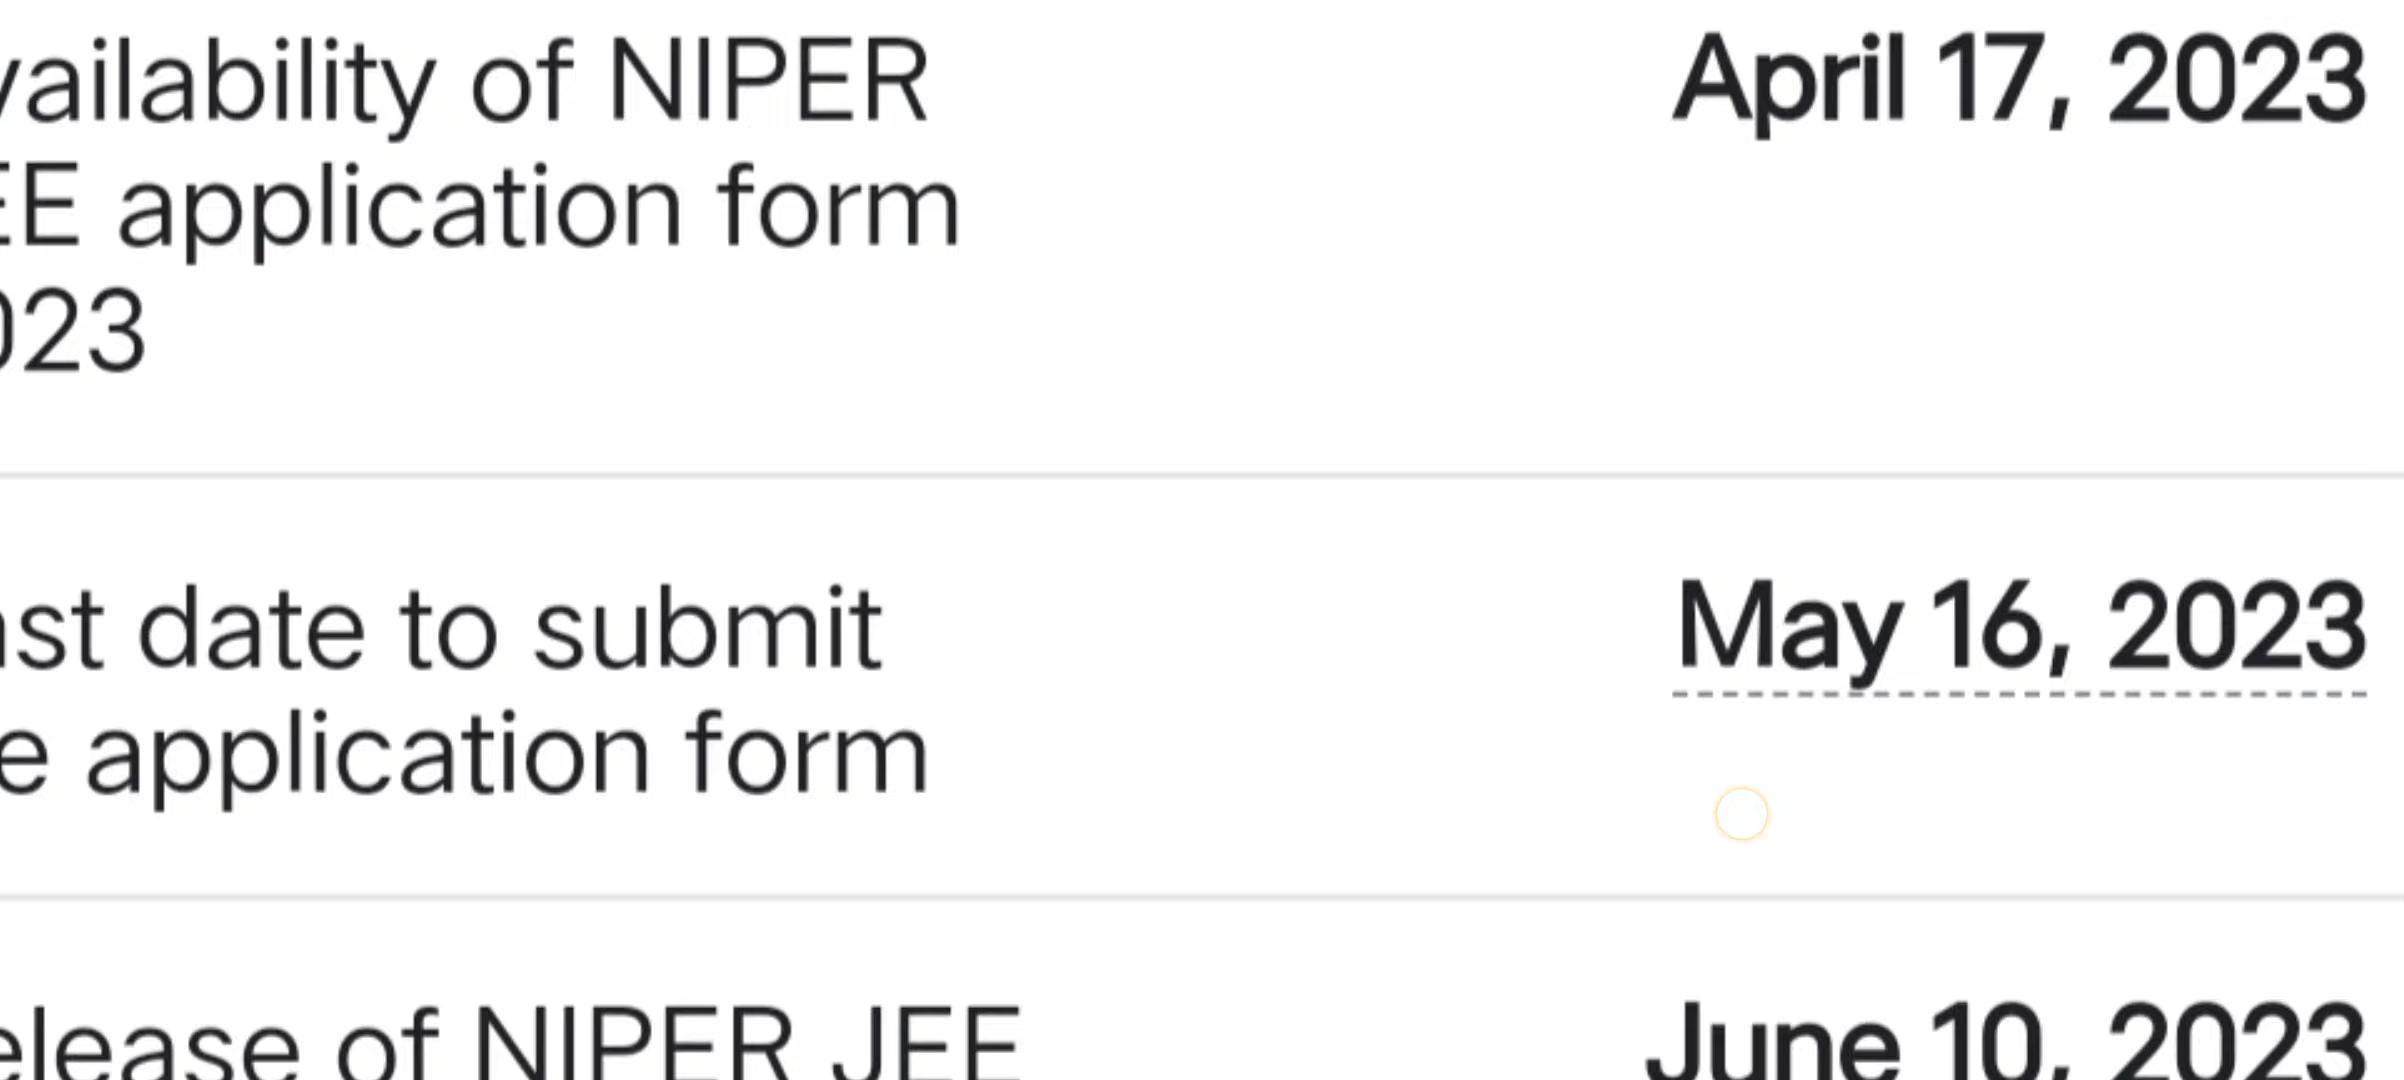 vailability of NIPER April 17, 2023
EE application form
023
ast date to submit May 16, 2023
e application form
elease of NIPER JEE June 10, 2023